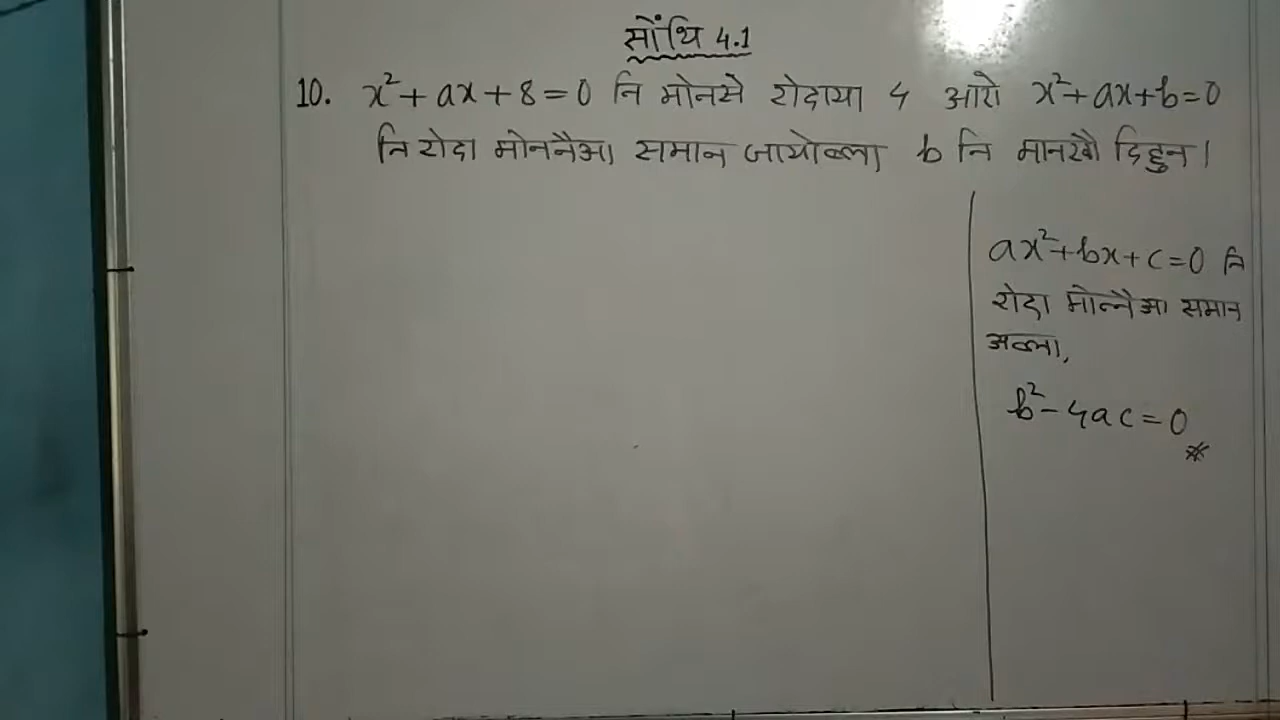 सोंथि 4.1
10. x²+ax+8=0 नि मोनसे रोदाया 4 आरो x²+ax+b=0
नि रोदा मोननैआ समान जायोब्ला b नि मानखौ दिहुन।
ax²+bx+c=0 नि
रोदा मोन्नैआ समान
अब्ला,
b²-4ac=0